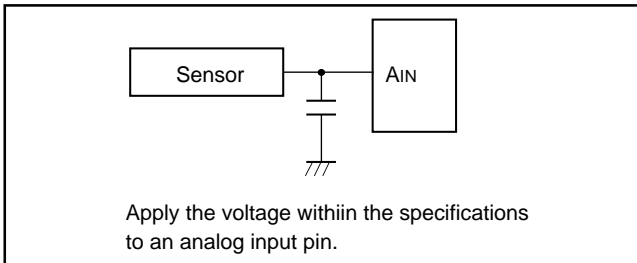 Sensor
AIN
Apply the voltage withiin the specifications
to an analog input pin.